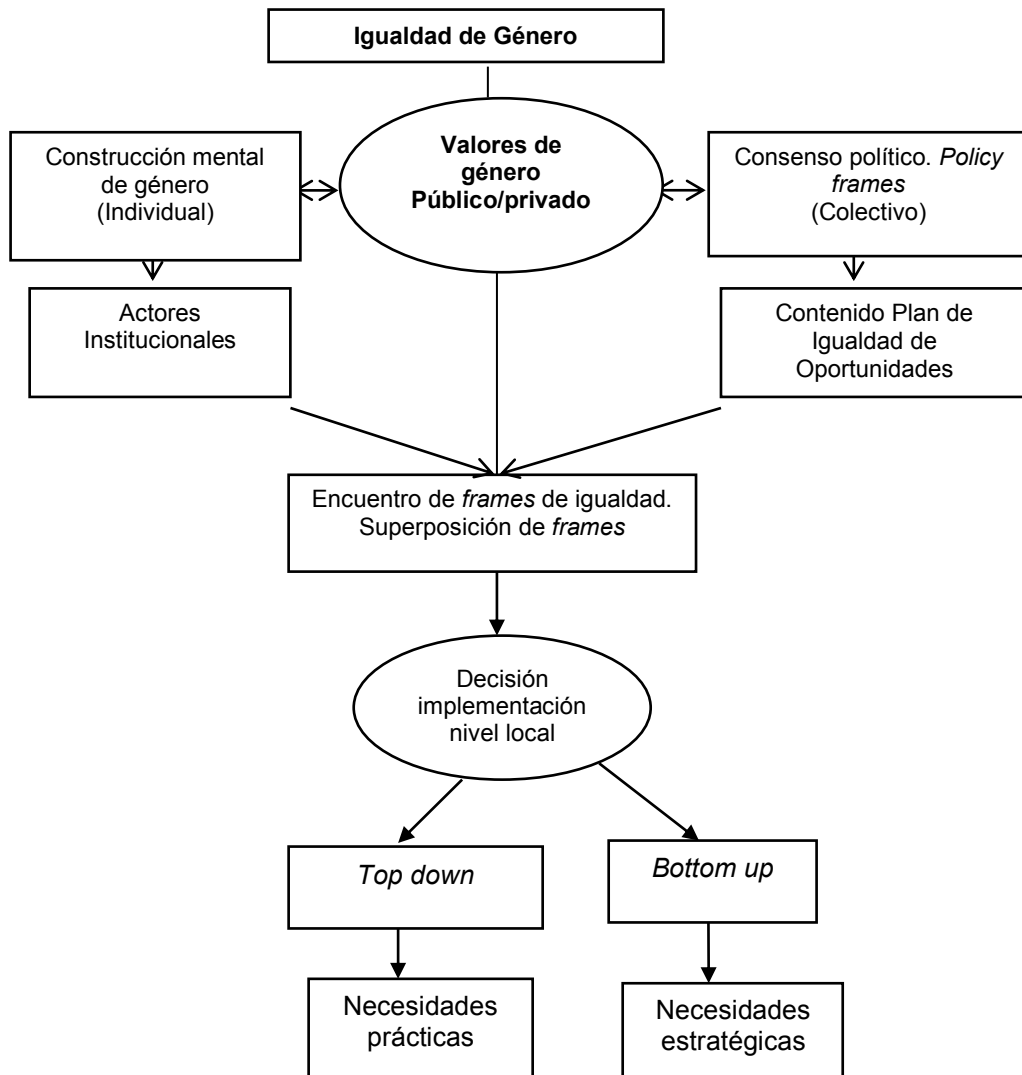 Igualdad de Género
Valores de
género
Público/privado
Construcción mental
de género
(Individual)
Consenso político. Policy
frames
(Colectivo)
Actores
Institucionales
Contenido Plan de
Igualdad de
Oportunidades
Encuentro de frames de igualdad.
Superposición de frames
Decisión
implementación
nivel local
Top down
Bottom up
Necesidades
prácticas
Necesidades
estratégicas